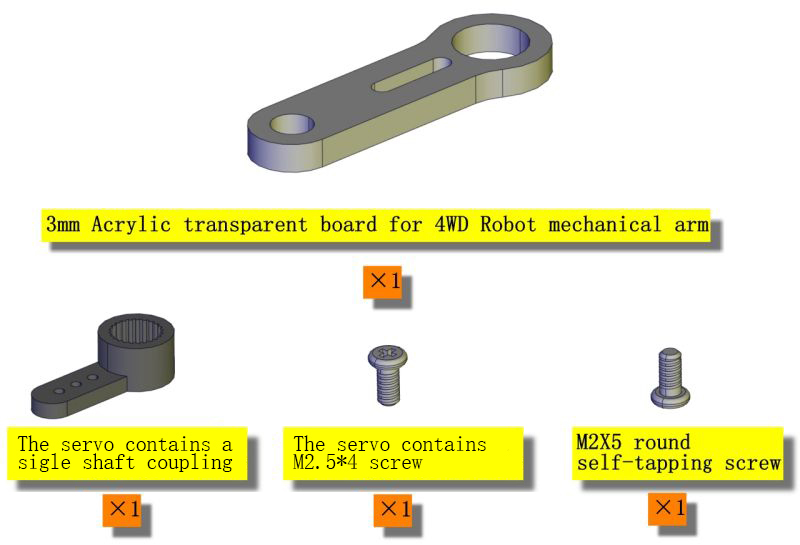 3mm Acrylic transparent board for 4WD Robot mechanical arm
×1
The servo contains a
sigle shaft coupling
×1
The servo contains
M2.5*4 screw
×1
M2X5 round
self-tapping screw
×1